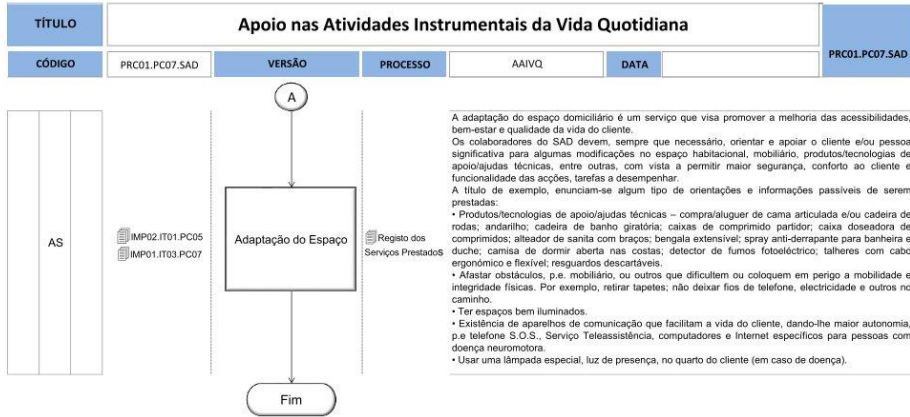 TÍTULO
Apoio nas Atividades Instrumentais da Vida Quotidiana
PRC01.PC07.SAD
CÓDIGO
PRC01.PC07.SAD
VERSÃO
PROCESSO
AAIVQ
DATA
A
AS
IMP02.IT01.PC05
IMP01.IT03.PC07
Adaptação do Espaço
Registo dos
Serviços Prestados
A adaptação do espaço domiciliário é um serviço que visa promover a melhoria das acessibilidades,
bem-estar e qualidade da vida do cliente.
Os colaboradores do SAD devem, sempre que necessário, orientar e apoiar o cliente e/ou pessoa
significativa para algumas modificações no espaço habitacional, mobiliário, produtos/tecnologias de
apoio/ajudas técnicas, entre outras, com vista a permitir maior segurança, conforto ao cliente e
funcionalidade das acções, tarefas a desempenhar.
A título de exemplo, enunciam-se algum tipo de orientações e informações passíveis de serem
prestadas:
• Produtos/tecnologias de apoio/ajudas técnicas – compra/aluguer de cama articulada e/ou cadeira de
rodas; andarilho; cadeira de banho giratória; caixas de comprimido partidor; caixa doseadora de
comprimidos; alteador de sanita com braços; bengala extensível; spray anti-derrapante para banheira e
duche; camisa de dormir aberta nas costas; detector de fumos fotoeléctrico; talheres com cabo
ergonómico e flexível; resguardos descartáveis.
• Afastar obstáculos, p.e. mobiliário, ou outros que dificultem ou coloquem em perigo a mobilidade e
integridade físicas. Por exemplo, retirar tapetes; não deixar fios de telefone, electricidade e outros no
caminho.
• Ter espaços bem iluminados.
• Existência de aparelhos de comunicação que facilitam a vida do cliente, dando-lhe maior autonomia,
p.e telefone S.O.S., Serviço Teleassistência, computadores e Internet específicos para pessoas com
doença neuromotora.
• Usar uma lâmpada especial, luz de presença, no quarto do cliente (em caso de doença).
Fim